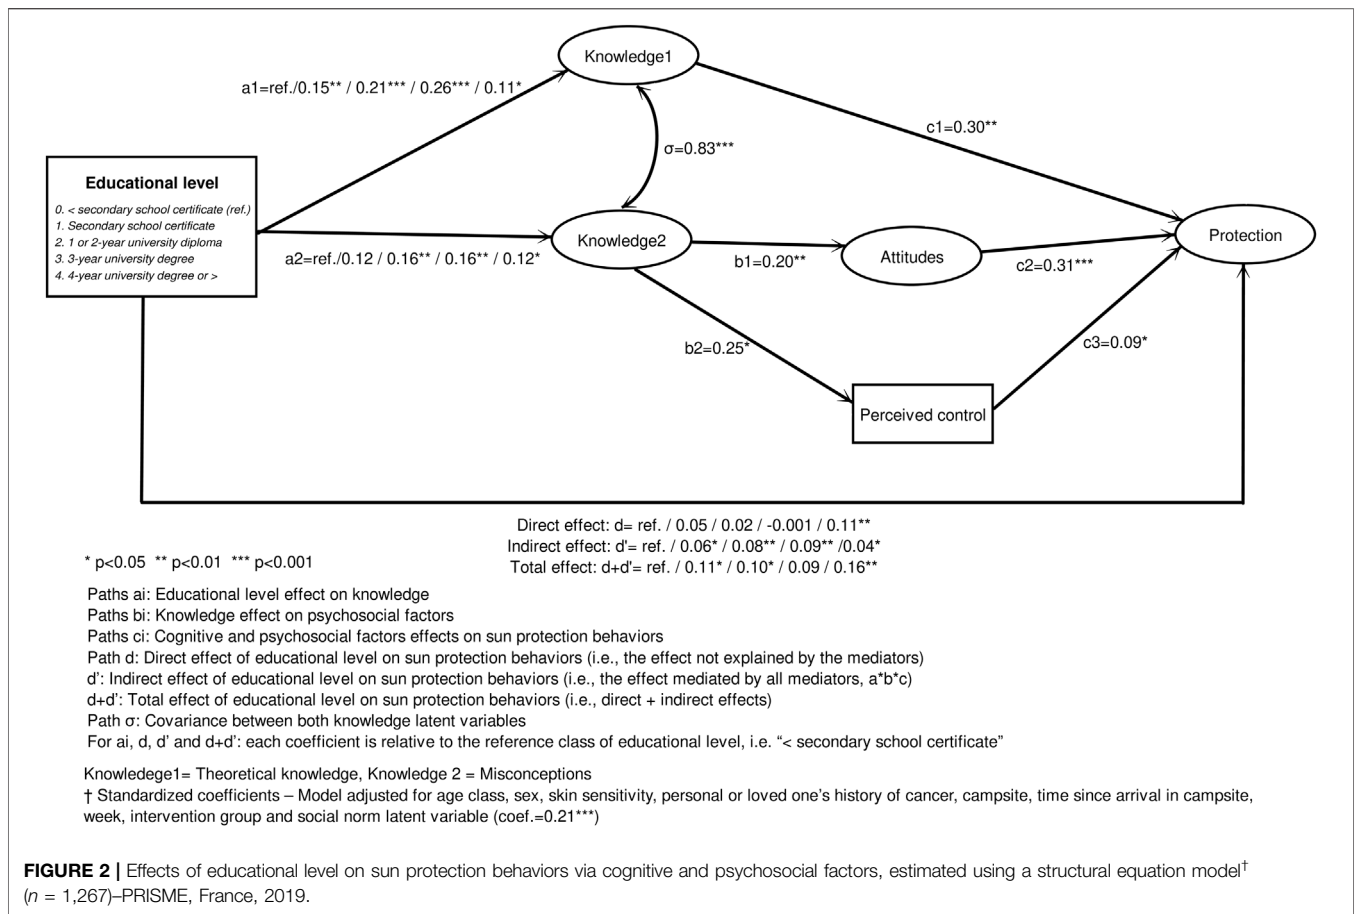 Knowledge1
a1=ref./0.15** / 0.21*** / 0.26*** / 0.11*
c1=0.30**
σ=0.83***
Educational level
0. < secondary school certificate (ref.)
1. Secondary school certificate
2. 1 or 2-year university diploma
3. 3-year university degree
4. 4-year university degree or >
Knowledge2
a2=ref./0.12 / 0.16** / 0.16** / 0.12*
b1=0.20**
Attitudes
c2=0.31***
Protection
b2=0.25*
c3=0.09*
Perceived control
Direct effect: d= ref. / 0.05 / 0.02 / -0.001 / 0.11**
Indirect effect: d'= ref. / 0.06* / 0.08** / 0.09** /0.04*
Total effect: d+d'= ref. / 0.11* / 0.10* / 0.09 / 0.16**
* p<0.05 ** p<0.01 *** p<0.001
Paths ai: Educational level effect on knowledge
Paths bi: Knowledge effect on psychosocial factors
Paths ci: Cognitive and psychosocial factors effects on sun protection behaviors
Path d: Direct effect of educational level on sun protection behaviors (i.e., the effect not explained by the mediators)
d’: Indirect effect of educational level on sun protection behaviors (i.e., the effect mediated by all mediators, a*b*c)
d+d’: Total effect of educational level on sun protection behaviors (i.e., direct + indirect effects)
Path σ: Covariance between both knowledge latent variables
For ai, d, d’ and d+d’: each coefficient is relative to the reference class of educational level, i.e. “< secondary school certificate”
Knowledege1= Theoretical knowledge, Knowledge 2 = Misconceptions
† Standardized coefficients – Model adjusted for age class, sex, skin sensitivity, personal or loved one’s history of cancer, campsite, time since arrival in campsite,
week, intervention group and social norm latent variable (coef.=0.21***)
FIGURE 2 | Effects of educational level on sun protection behaviors via cognitive and psychosocial factors, estimated using a structural equation model†
(n = 1,267)–PRISME, France, 2019.